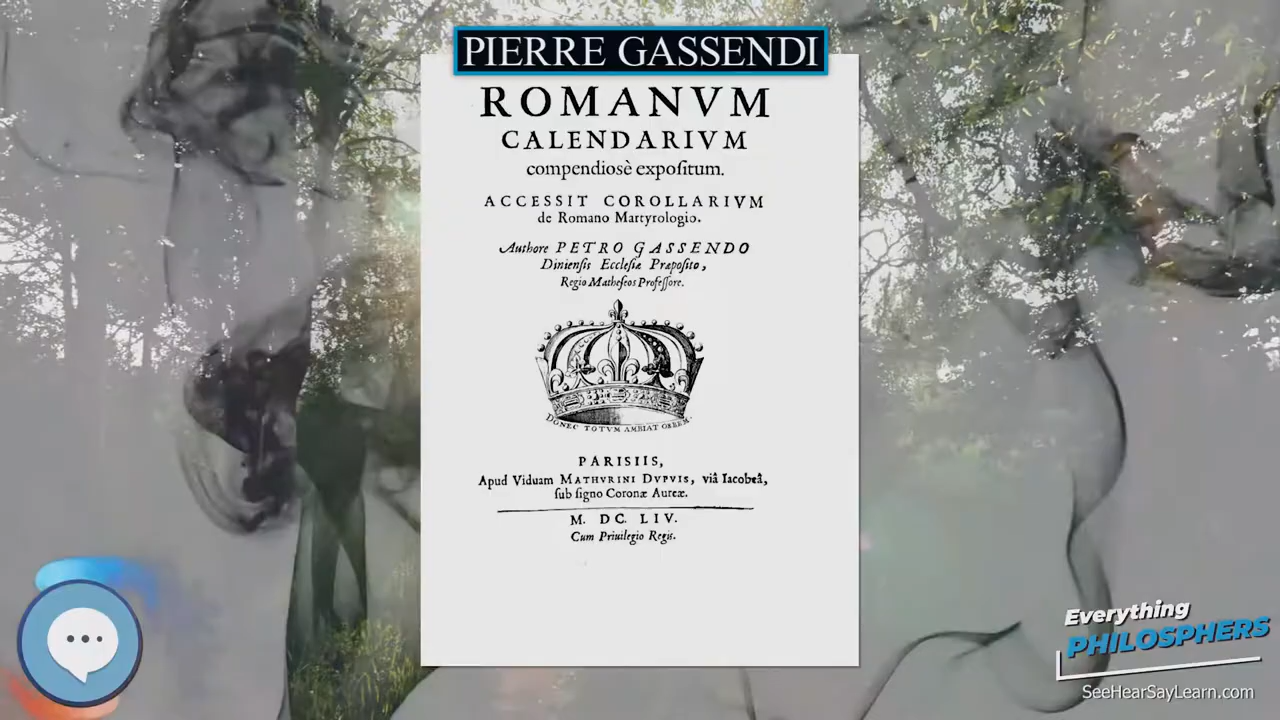 PIERRE GASSENDI
ROMANVM
CALENDARIVM
compendiosè expoſitum.
ACCESSIT COROLLARIVM
de Romano Martyrologio.
Authore PETRO GASSENDO
Dinienſis Eccleſiæ Præpoſito,
Regio Matheſeos Profeſſore.
DONEC TOTVM AMBIAT ORBEM
PARISIIS,
Apud Viduam MATHVRINI DVPVIS, viâ Iacobeâ,
ſub ſigno Coronæ Aureæ.
M. DC. LIV.
Cum Priuilegio Regis.
Everything
PHILOSPHERS
SeeHearSayLearn.com